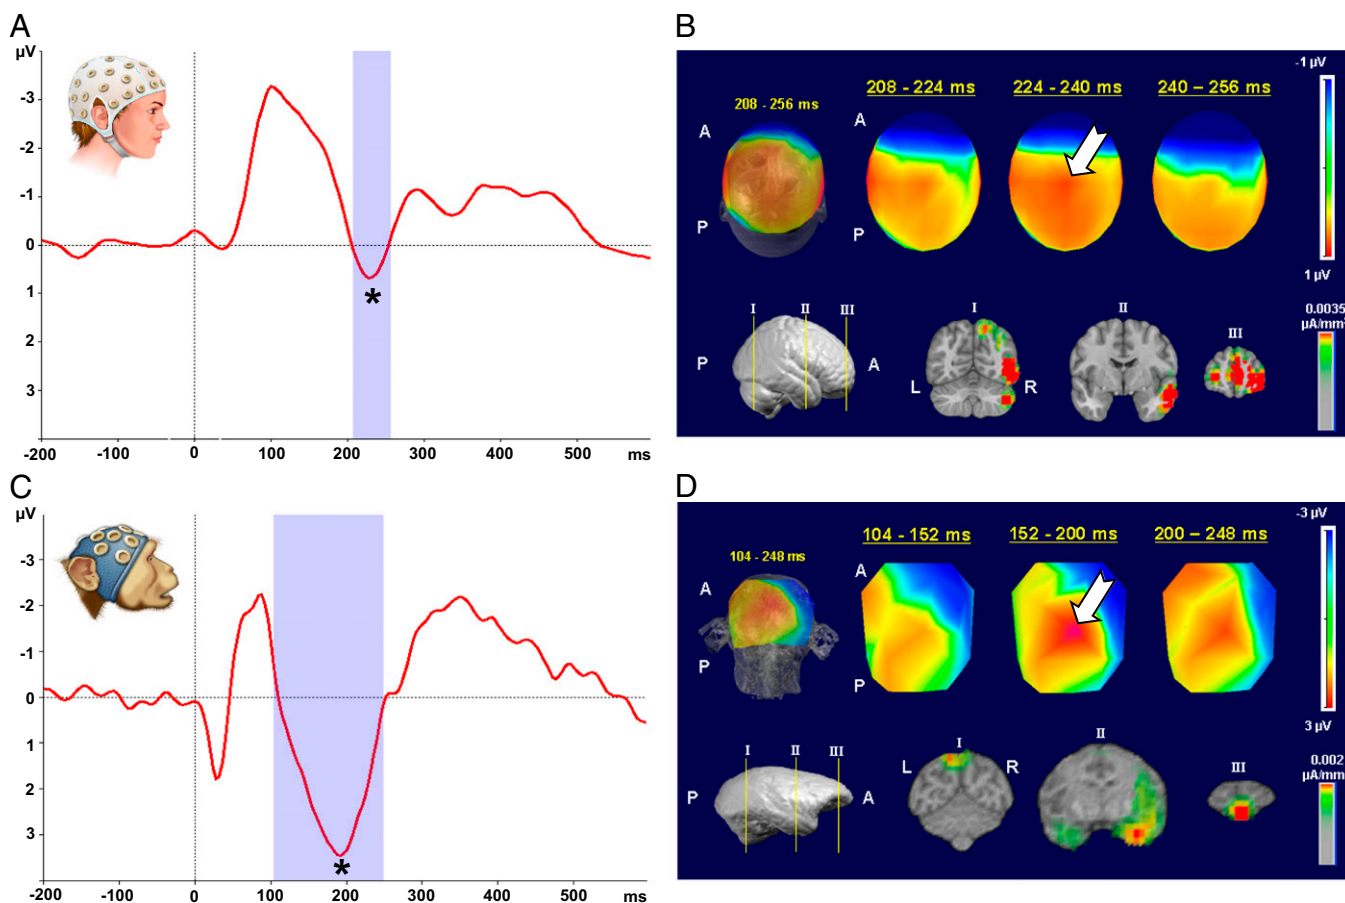 A
µV
-3
-2
-1
0
1
2
3
-200 -100 0 100 200 300 400 500 ms
*
B
208 - 256 ms
208 - 224 ms 224 - 240 ms 240 – 256 ms
-1 µV
1 µV
A
P
A
P
I II III
P A
I
L R
II
III
0.0035
µA/mm²
C
µV
-3
-2
-1
0
1
2
3
-200 -100 0 100 200 300 400 500 ms
*
D
104 - 248 ms
104 - 152 ms 152 - 200 ms 200 – 248 ms
-3 µV
3 µV
A
P
A
P
I II III
P A
I
L R
II
III
0.002
µA/mm